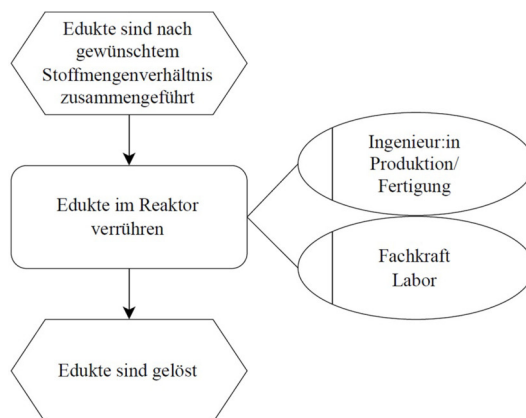 Edukte sind nach
gewünschtem
Stoffmengenverhältnis
zusammengeführt
Edukte im Reaktor
verrühren
Ingenieur:in
Produktion/
Fertigung
Fachkraft
Labor
Edukte sind gelöst